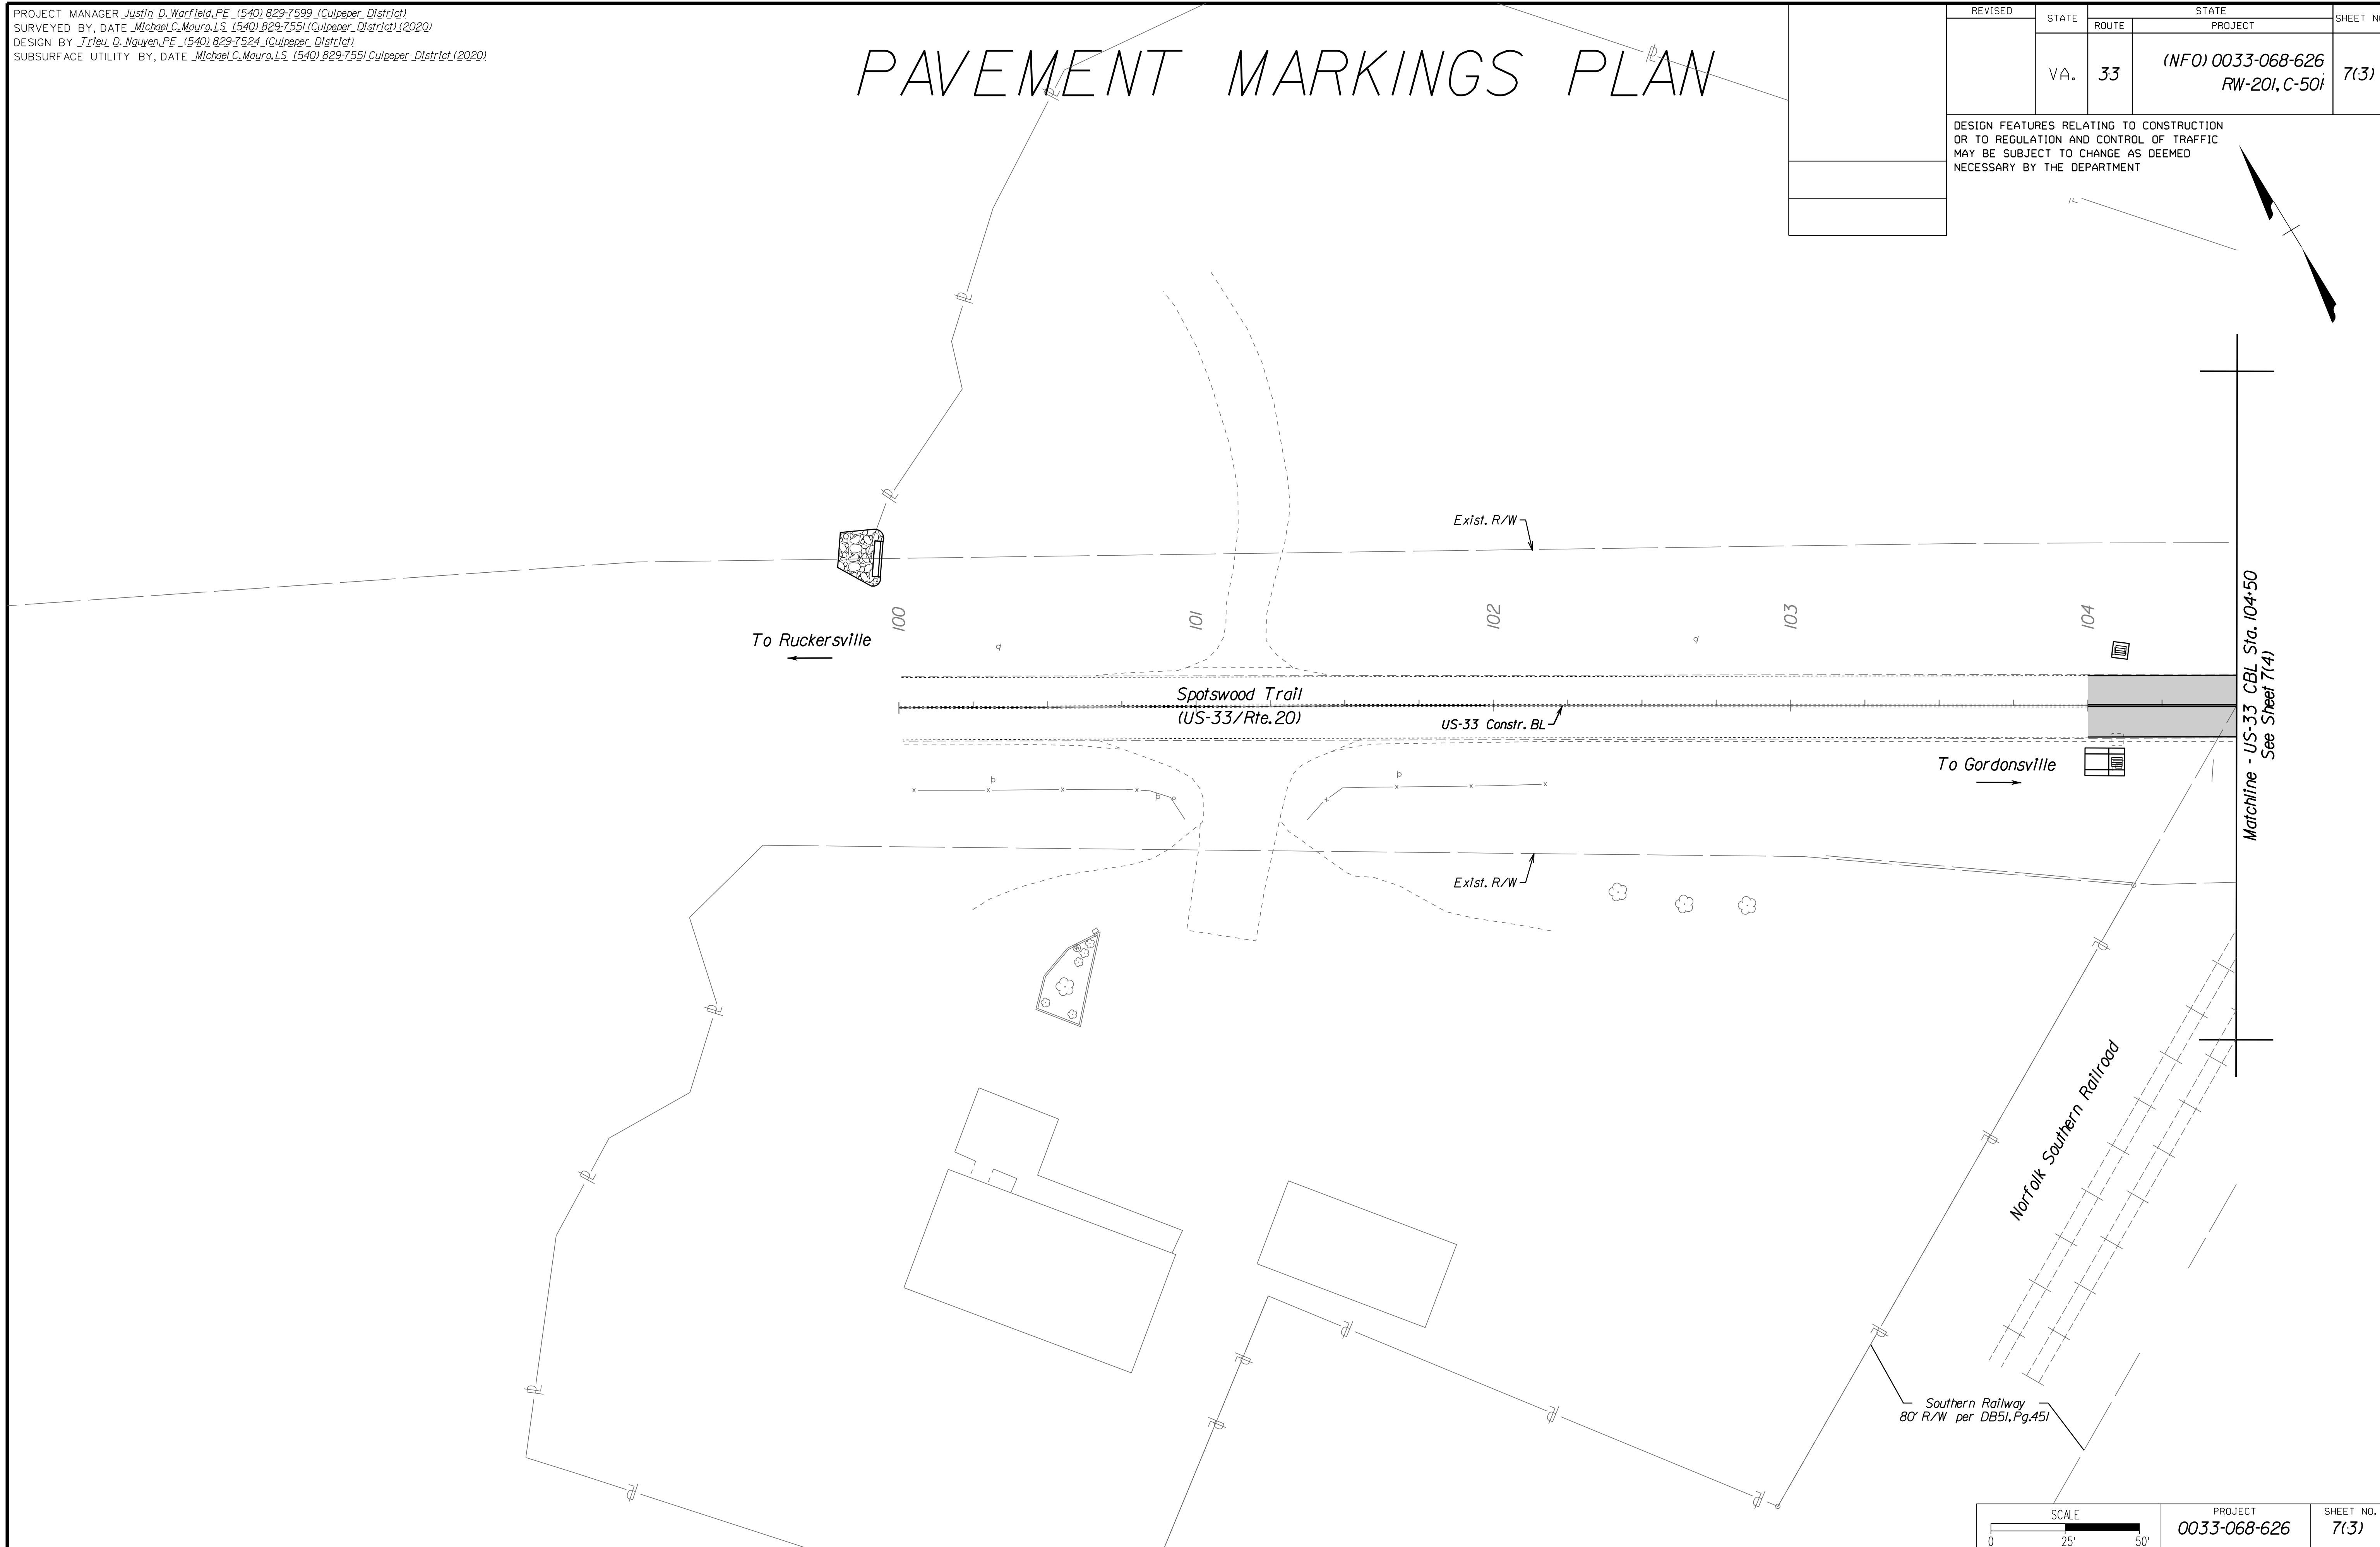 PROJECT MANAGER Justin D. Warfield, PE (540) 829-7599 (Culpeper District)
SURVEYED BY, DATE Michael C. Mauro, LS (540) 829-7551 (Culpeper District) (2020)
DESIGN BY Trieu D. Nguyen, PE (540) 829-7524 (Culpeper District)
SUBSURFACE UTILITY BY, DATE Michael C. Mauro, LS (540) 829-7551 Culpeper District (2020)
PAVEMENT MARKINGS PLAN
REVISED
STATE
STATE
SHEET NO
ROUTE
PROJECT
VA.
33
(NFO) 0033-068-626
RW-201, C-501
7(3)
DESIGN FEATURES RELATING TO CONSTRUCTION
OR TO REGULATION AND CONTROL OF TRAFFIC
MAY BE SUBJECT TO CHANGE AS DEEMED
NECESSARY BY THE DEPARTMENT
Exist. R/W
100
101
102
103
104
To Ruckersville
Spotswood Trail
(US-33/Rte. 20)
US-33 Constr. BL
To Gordonsville
Matchline - US-33 CBL Sta. 104+50
See Sheet 7(4)
Exist. R/W
Norfolk Southern Railroad
Southern Railway
80' R/W per DB51, Pg.451
SCALE
0
25'
50'
PROJECT
0033-068-626
SHEET NO.
7(3)